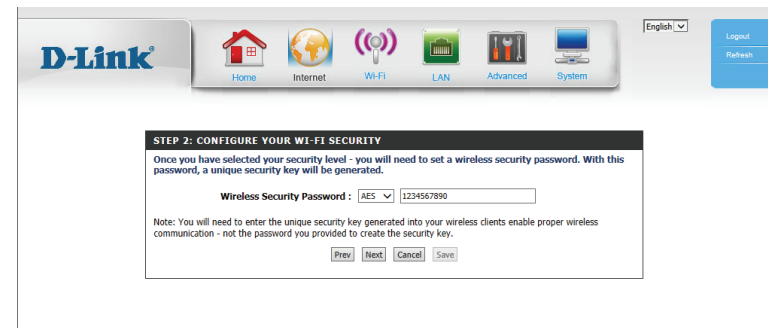 English
Logout
Refresh
D-Link
Home
Internet
Wi-Fi
LAN
Advanced
System
STEP 2: CONFIGURE YOUR WI-FI SECURITY
Once you have selected your security level - you will need to set a wireless security password. With this
password, a unique security key will be generated.
Wireless Security Password : AES 1234567890
Note: You will need to enter the unique security key generated into your wireless clients enable proper wireless
communication - not the password you provided to create the security key.
Prev Next Cancel Save